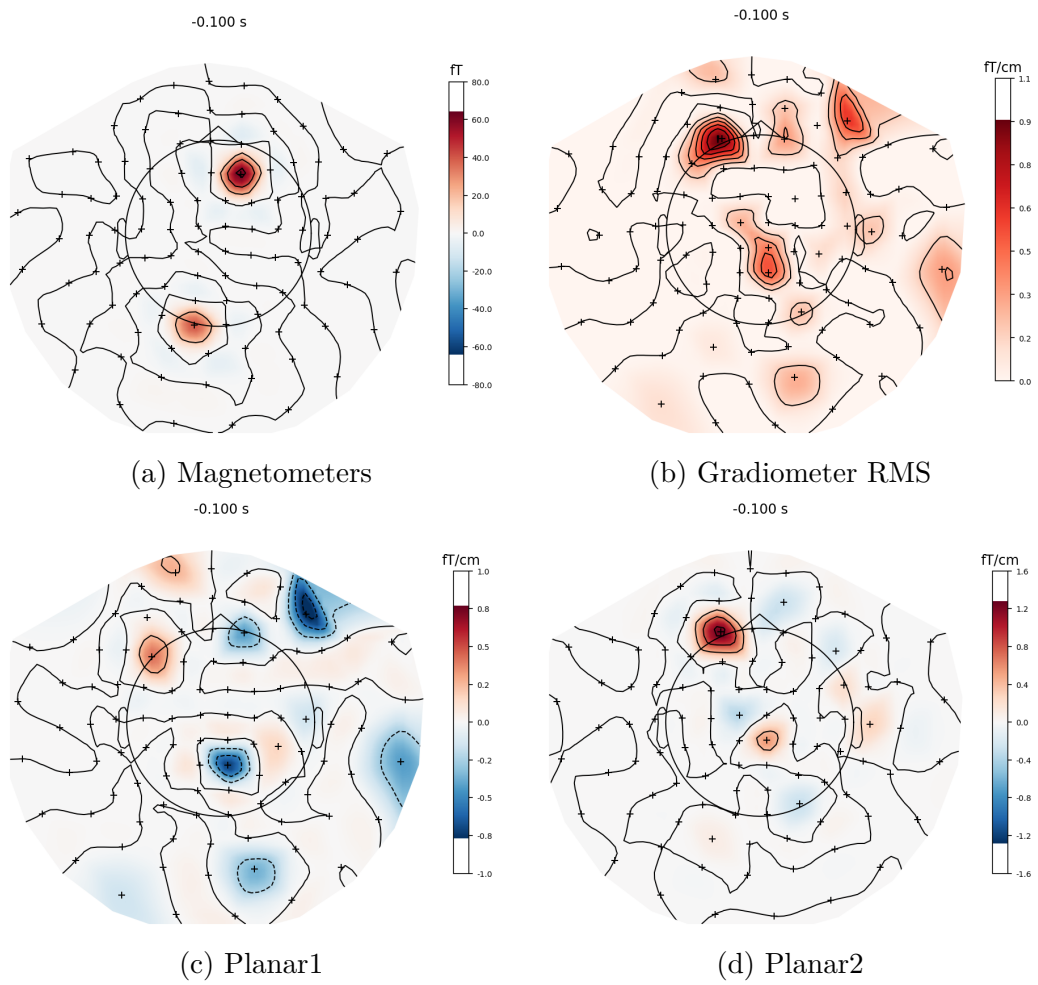 -0.100 s
fT
80.0
60.0
40.0
20.0
0.0
-20.0
-40.0
-60.0
-80.0
(a) Magnetometers
-0.100 s
fT/cm
1.1
0.9
0.8
0.6
0.5
0.3
0.2
0.0
(b) Gradiometer RMS
-0.100 s
fT/cm
1.0
0.8
0.5
0.2
0.0
-0.2
-0.5
-0.8
-1.0
(c) Planar1
-0.100 s
fT/cm
1.6
1.2
0.8
0.4
0.0
-0.4
-0.8
-1.2
-1.6
(d) Planar2